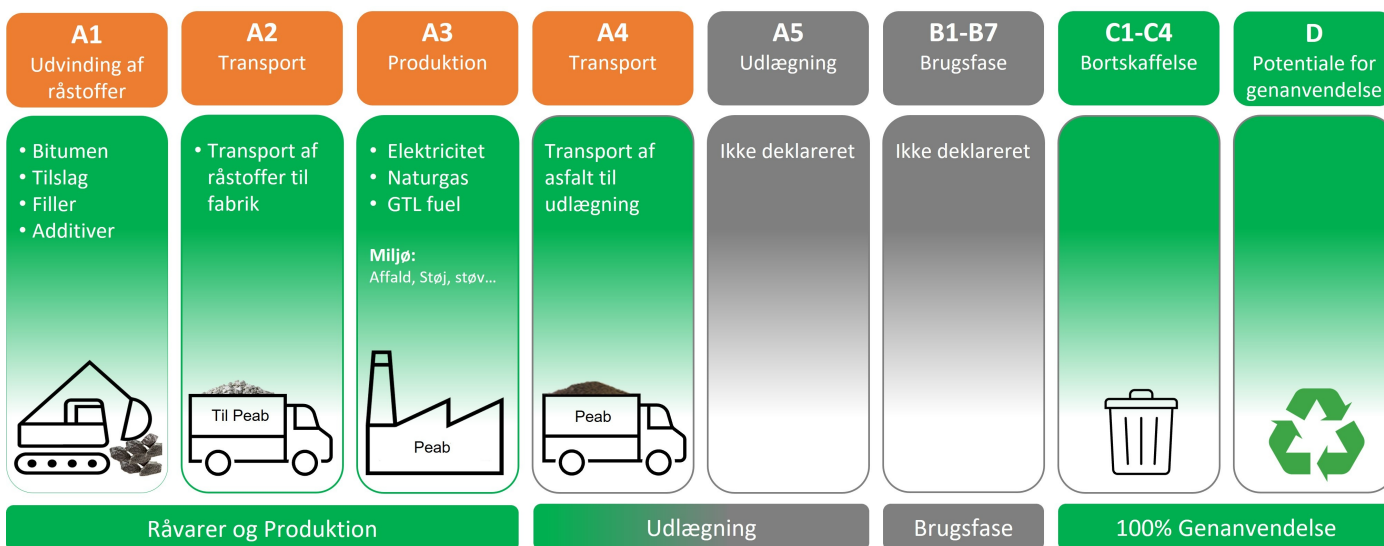 A1
Udvinding af
råstoffer
A2
Transport
A3
Produktion
A4
Transport
A5
Udlægning
B1-B7
Brugsfase
C1-C4
Bortskaffelse
D
Potentiale for
genanvendelse
• Bitumen
• Tilslag
• Filler
• Additiver
• Transport af
råstoffer til
fabrik
• Elektricitet
• Naturgas
• GTL fuel
Miljø:
Affald, Støj, støv...
Transport af
asfalt til
udlægning
Ikke deklareret
Ikke deklareret
Til Peab
Peab
Peab
Råvarer og Produktion
Udlægning
Brugsfase
100% Genanvendelse